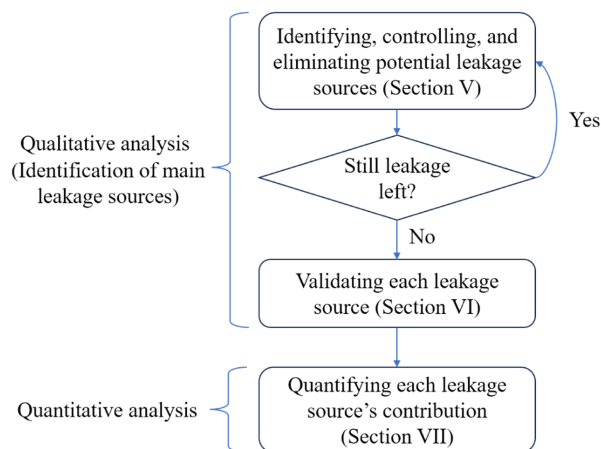 Identifying, controlling, and
eliminating potential leakage
sources (Section V)
Yes
Qualitative analysis
(Identification of main
leakage sources)
Still leakage
left?
No
Validating each leakage
source (Section VI)
Quantitative analysis
Quantifying each leakage
source’s contribution
(Section VII)